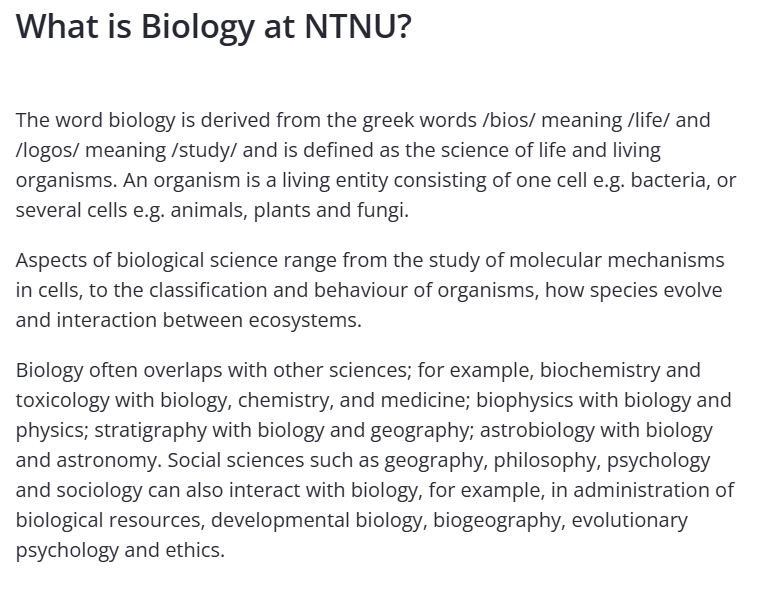 What is Biology at NTNU?
The word biology is derived from the greek words /bios/ meaning /life/ and
/logos/ meaning /study/ and is defined as the science of life and living
organisms. An organism is a living entity consisting of one cell e.g. bacteria, or
several cells e.g. animals, plants and fungi.
Aspects of biological science range from the study of molecular mechanisms
in cells, to the classification and behaviour of organisms, how species evolve
and interaction between ecosystems.
Biology often overlaps with other sciences; for example, biochemistry and
toxicology with biology, chemistry, and medicine; biophysics with biology and
physics; stratigraphy with biology and geography; astrobiology with biology
and astronomy. Social sciences such as geography, philosophy, psychology
and sociology can also interact with biology, for example, in administration of
biological resources, developmental biology, biogeography, evolutionary
psychology and ethics.